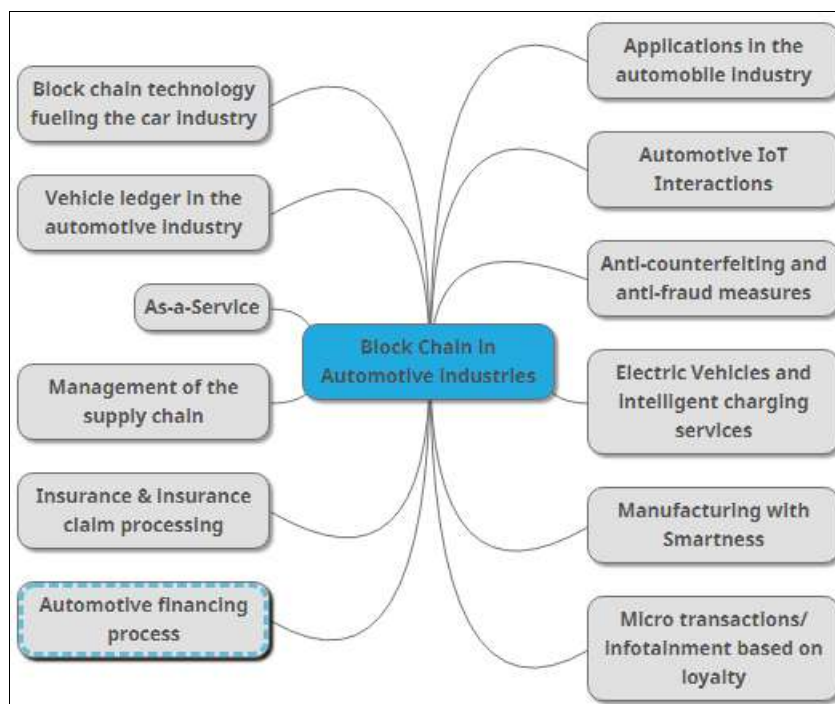 Block chain technology
fueling the car industry
Vehicle ledger in the
automotive industry
As-a-Service
Management of the
supply chain
Insurance & insurance
claim processing
Automotive financing
process
Block Chain in
Automotive industries
Applications in the
automobile industry
Automotive IoT
Interactions
Anti-counterfeiting and
anti-fraud measures
Electric Vehicles and
intelligent charging
services
Manufacturing with
Smartness
Micro transactions/
infotainment based on
loyalty